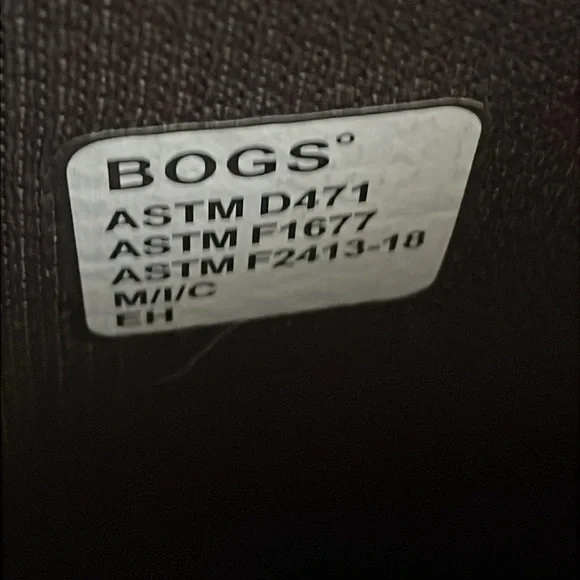 BOGS°
ASTM D471
ASTM F1677
ASTM F2413-18
M/I/C
EH